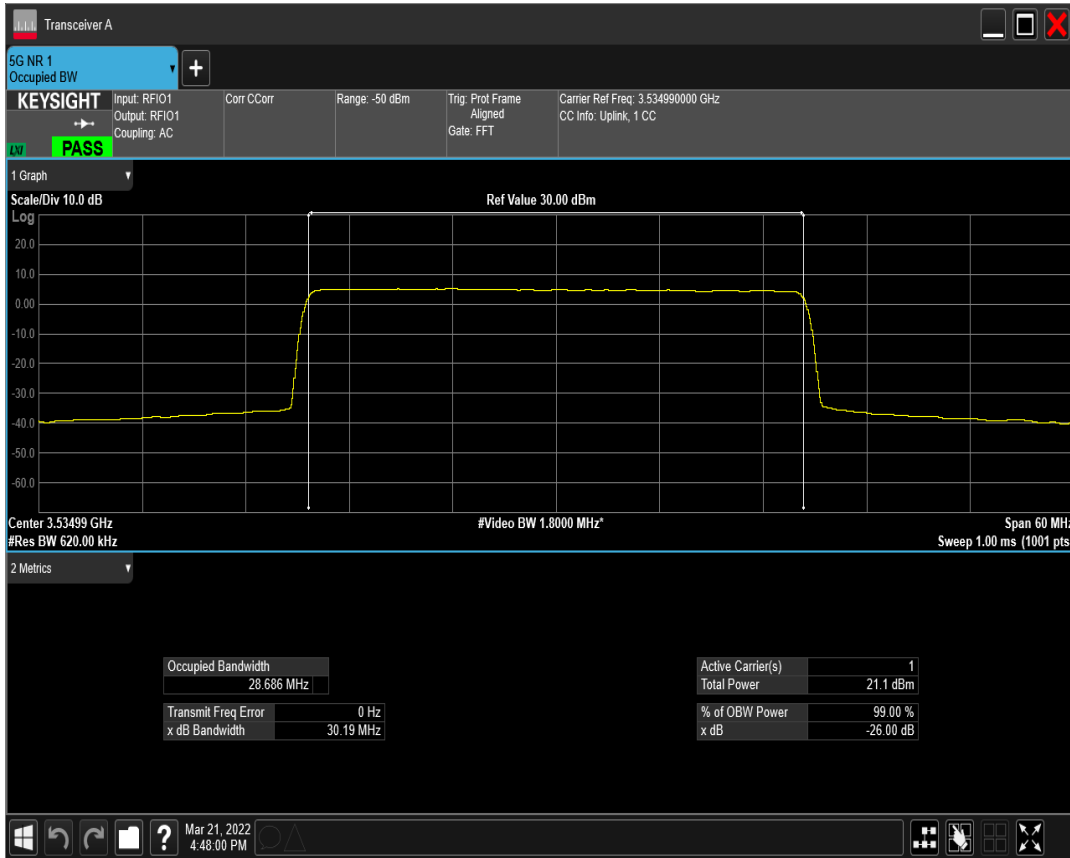 Transceiver A
5G NR 1
Occupied BW
+
KEYSIGHT
LXI
PASS
Input: RFIO1
Output: RFIO1
Coupling: AC
Corr CCorr
Range: -50 dBm
Trig: Prot Frame
Aligned
Gate: FFT
Carrier Ref Freq: 3.534990000 GHz
CC Info: Uplink, 1 CC
1 Graph
Scale/Div 10.0 dB
Ref Value 30.00 dBm
Log
20.0
10.0
0.00
-10.0
-20.0
-30.0
-40.0
-50.0
-60.0
Center 3.53499 GHz
#Video BW 1.8000 MHz*
Span 60 MHz
#Res BW 620.00 kHz
Sweep 1.00 ms (1001 pts
2 Metrics
Occupied Bandwidth
28.686 MHz
Transmit Freq Error 0 Hz
x dB Bandwidth 30.19 MHz
Active Carrier(s) 1
Total Power 21.1 dBm
% of OBW Power 99.00 %
x dB -26.00 dB
?
Mar 21, 2022
4:48:00 PM